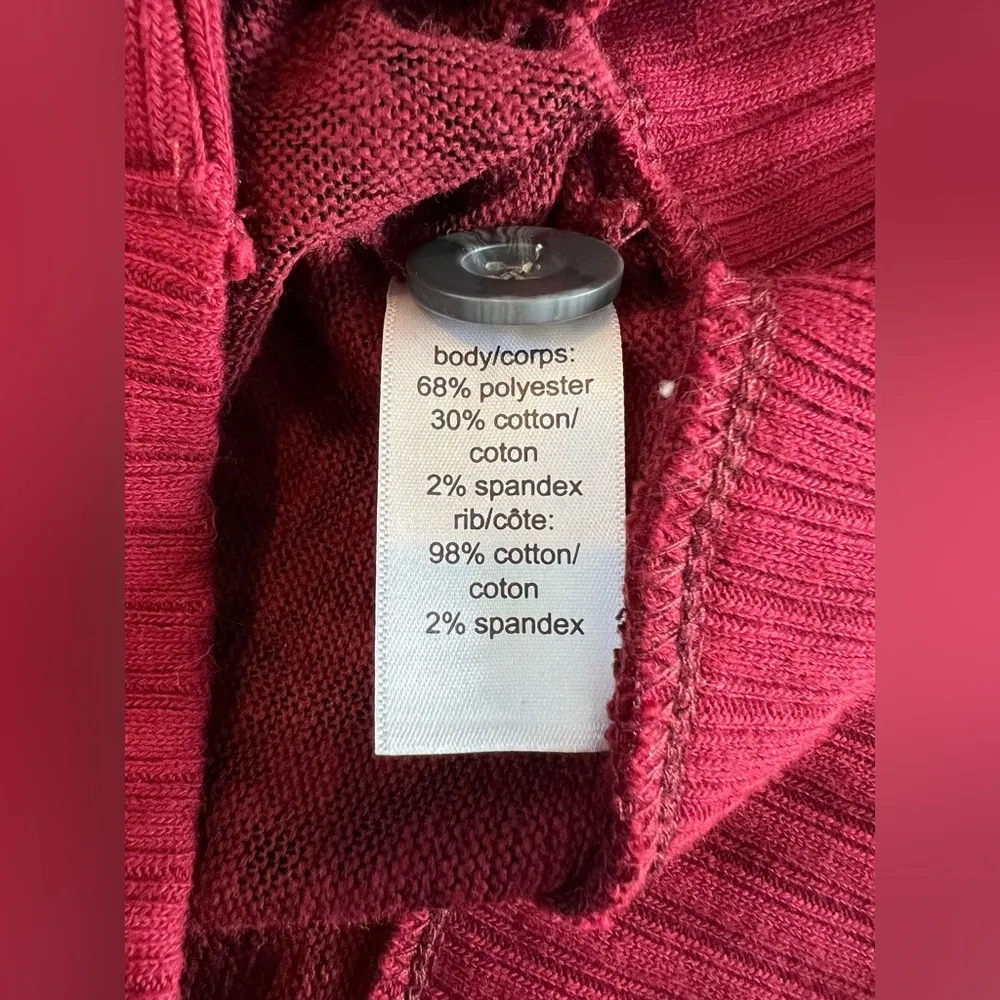 body/corps:
68% polyester
30% cotton/
coton
2% spandex
rib/côte:
98% cotton/
coton
2% spandex